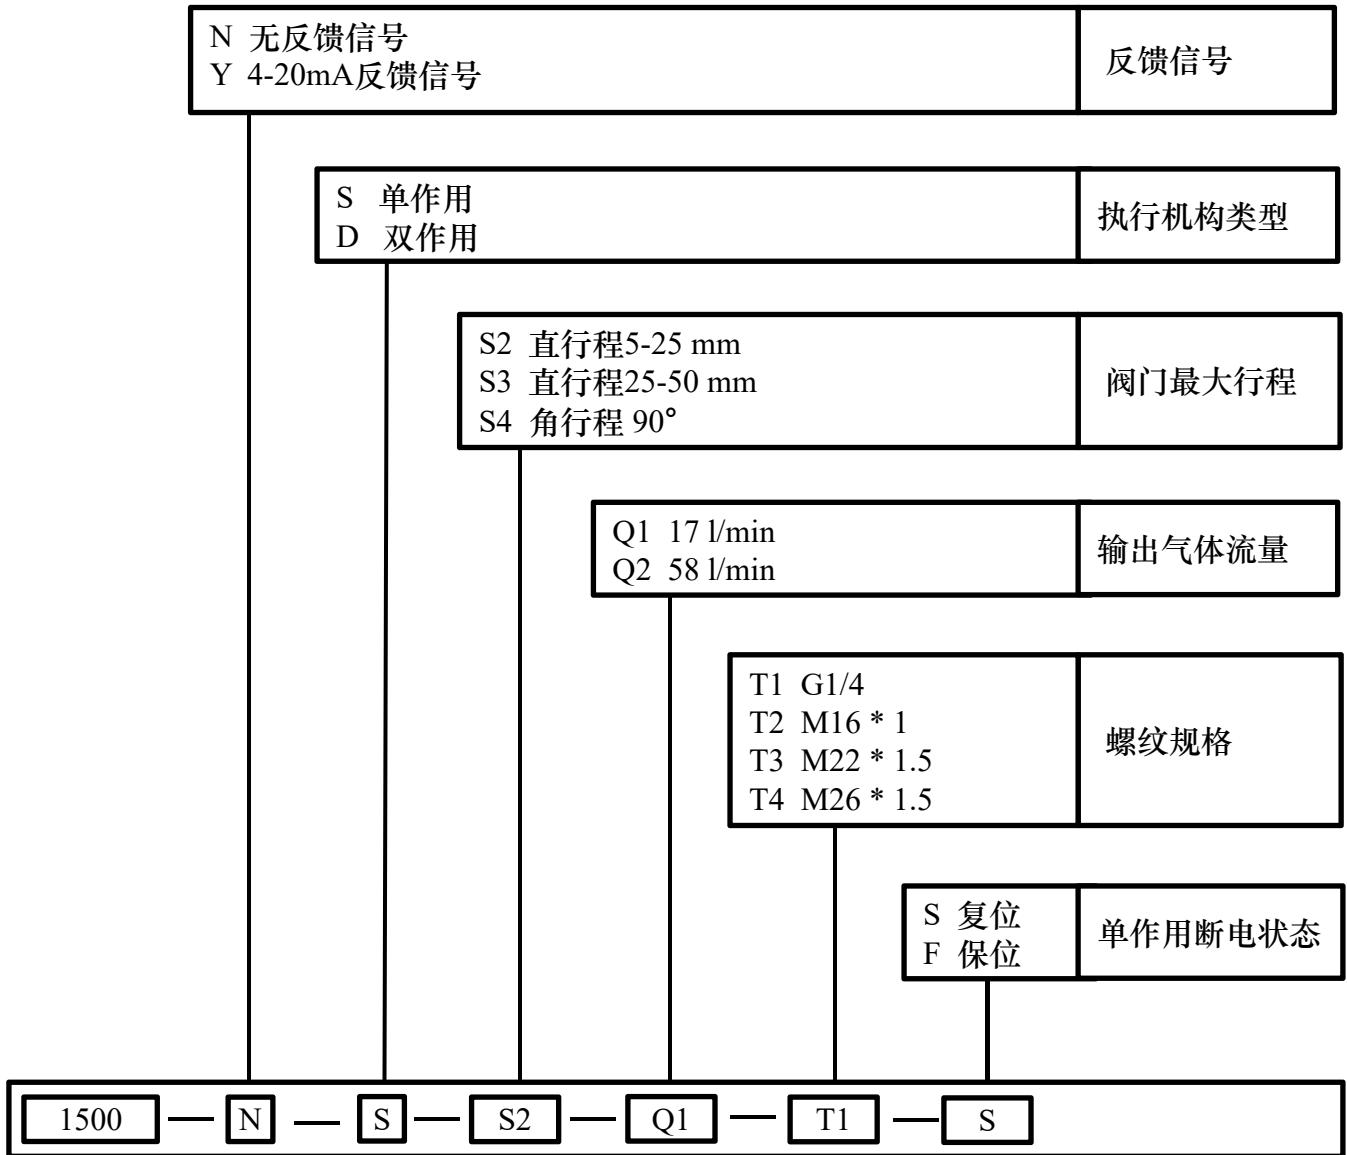 N 无反馈信号
Y 4-20mA反馈信号
反馈信号
S 单作用
D 双作用
执行机构类型
S2 直行程5-25 mm
S3 直行程25-50 mm
S4 角行程 90°
阀门最大行程
Q1 17 l/min
Q2 58 l/min
输出气体流量
T1 G1/4
T2 M16 * 1
T3 M22 * 1.5
T4 M26 * 1.5
螺纹规格
S 复位
F 保位
单作用断电状态
1500 — N — S — S2 — Q1 — T1 — S